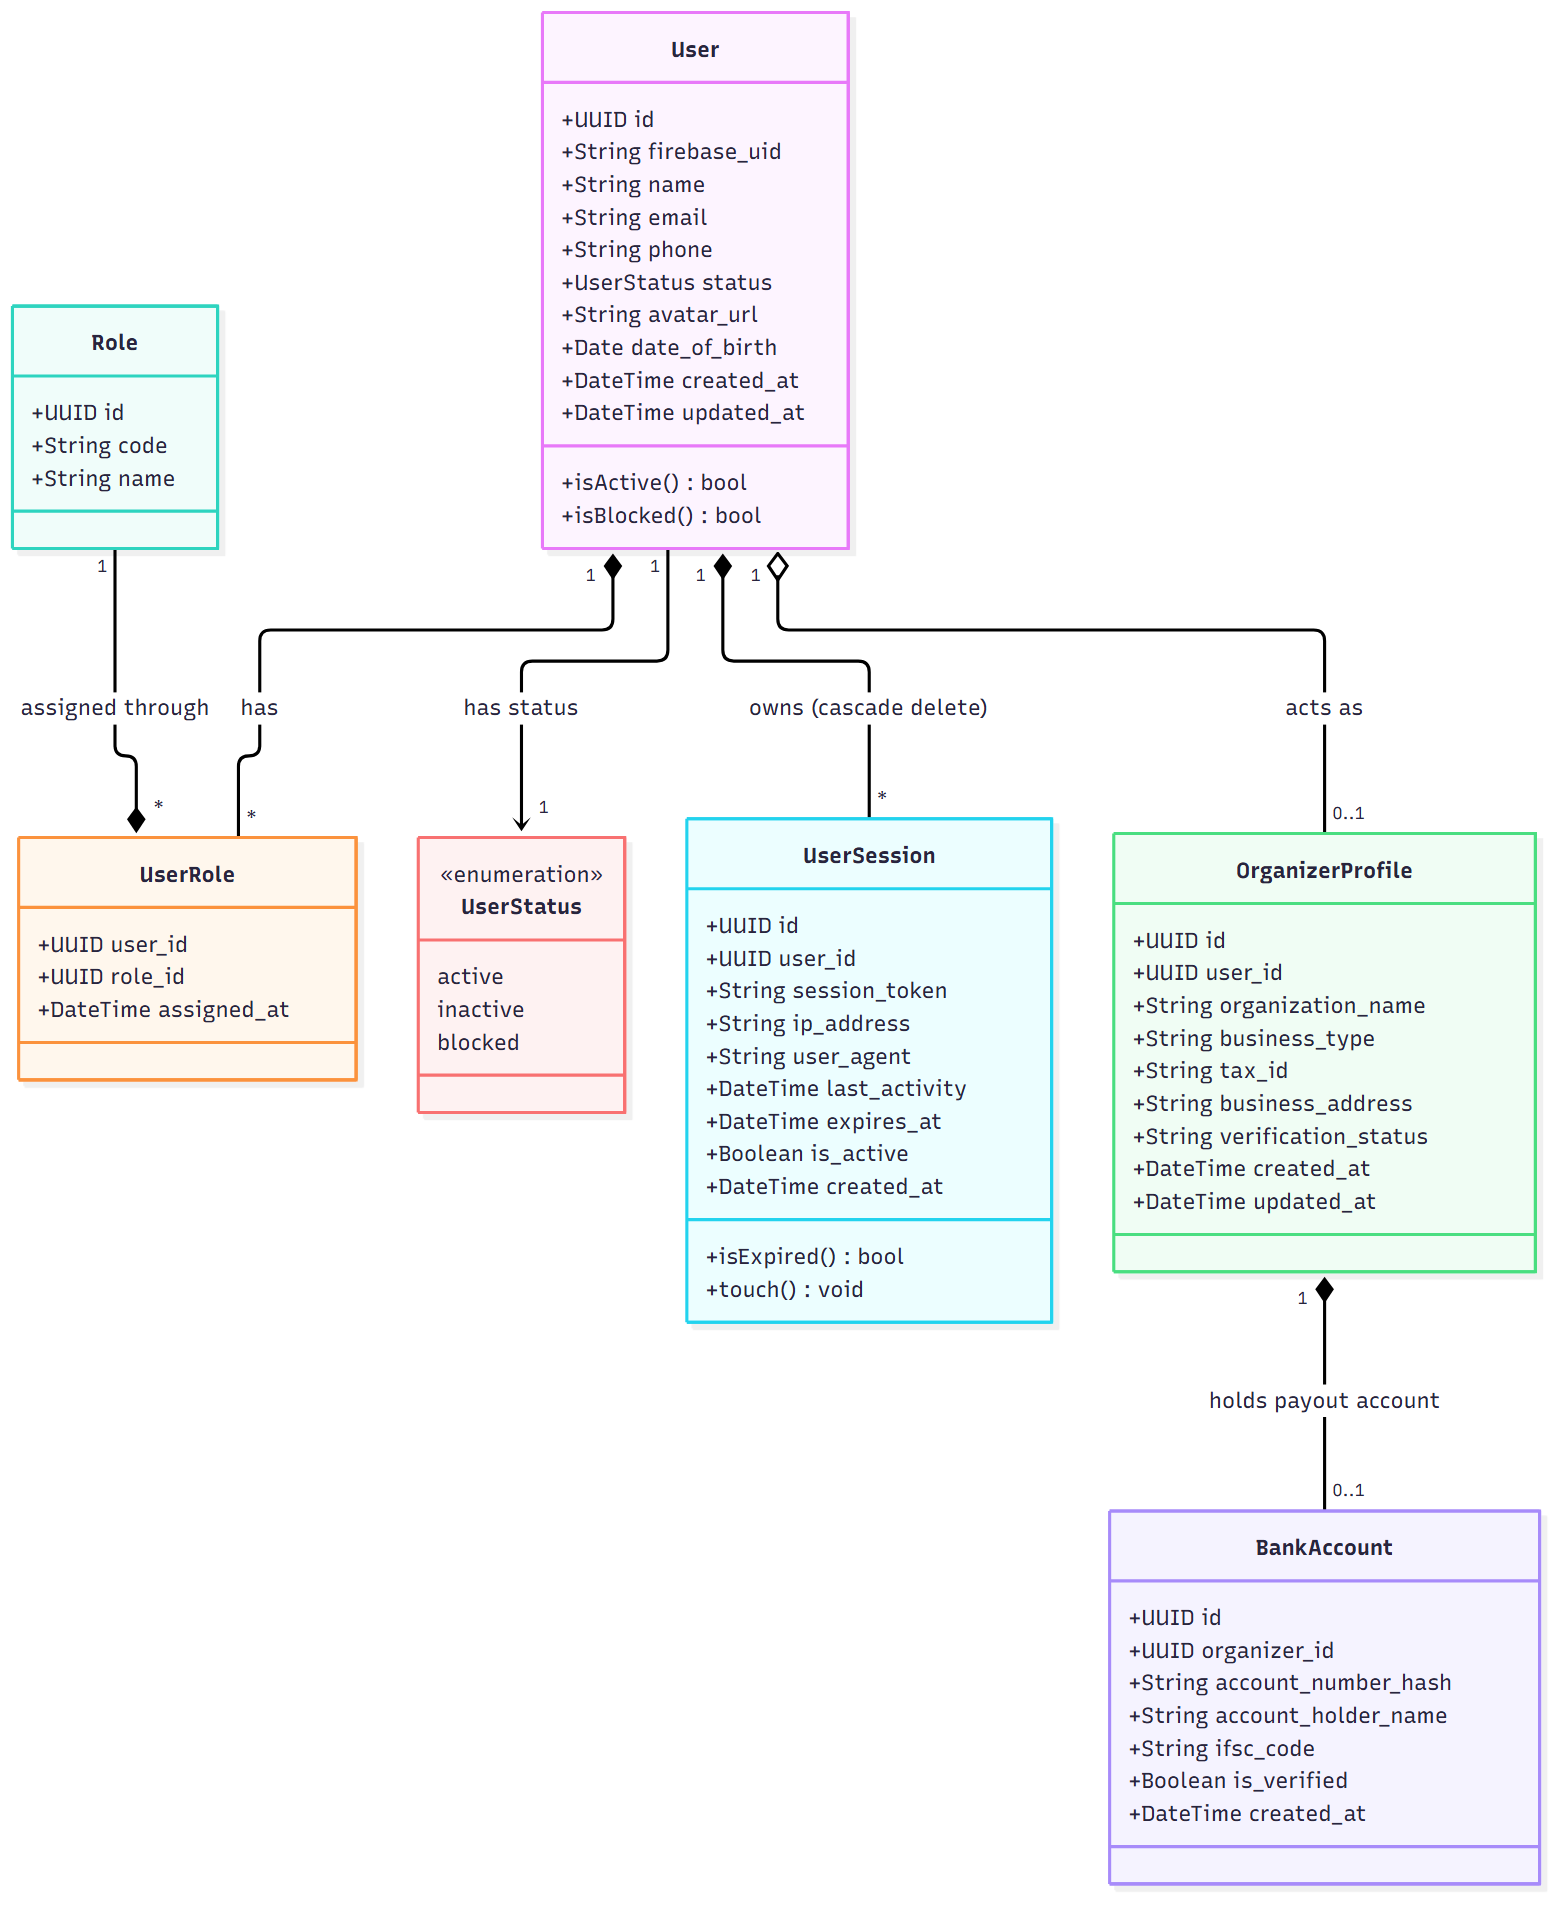 User
+UUID id
+String firebase_uid
+String name
+String email
+String phone
+UserStatus status
+String avatar_url
+Date date_of_birth
+DateTime created_at
+DateTime updated_at
+isActive() : bool
+isBlocked() : bool
Role
+UUID id
+String code
+String name
1
1
1
1
1
assigned through
has
has status
owns (cascade delete)
acts as
*
*
1
*
0..1
UserRole
+UUID user_id
+UUID role_id
+DateTime assigned_at
«enumeration»
UserStatus
active
inactive
blocked
UserSession
+UUID id
+UUID user_id
+String session_token
+String ip_address
+String user_agent
+DateTime last_activity
+DateTime expires_at
+Boolean is_active
+DateTime created_at
+isExpired() : bool
+touch() : void
OrganizerProfile
+UUID id
+UUID user_id
+String organization_name
+String business_type
+String tax_id
+String business_address
+String verification_status
+DateTime created_at
+DateTime updated_at
1
holds payout account
0..1
BankAccount
+UUID id
+UUID organizer_id
+String account_number_hash
+String account_holder_name
+String ifsc_code
+Boolean is_verified
+DateTime created_at